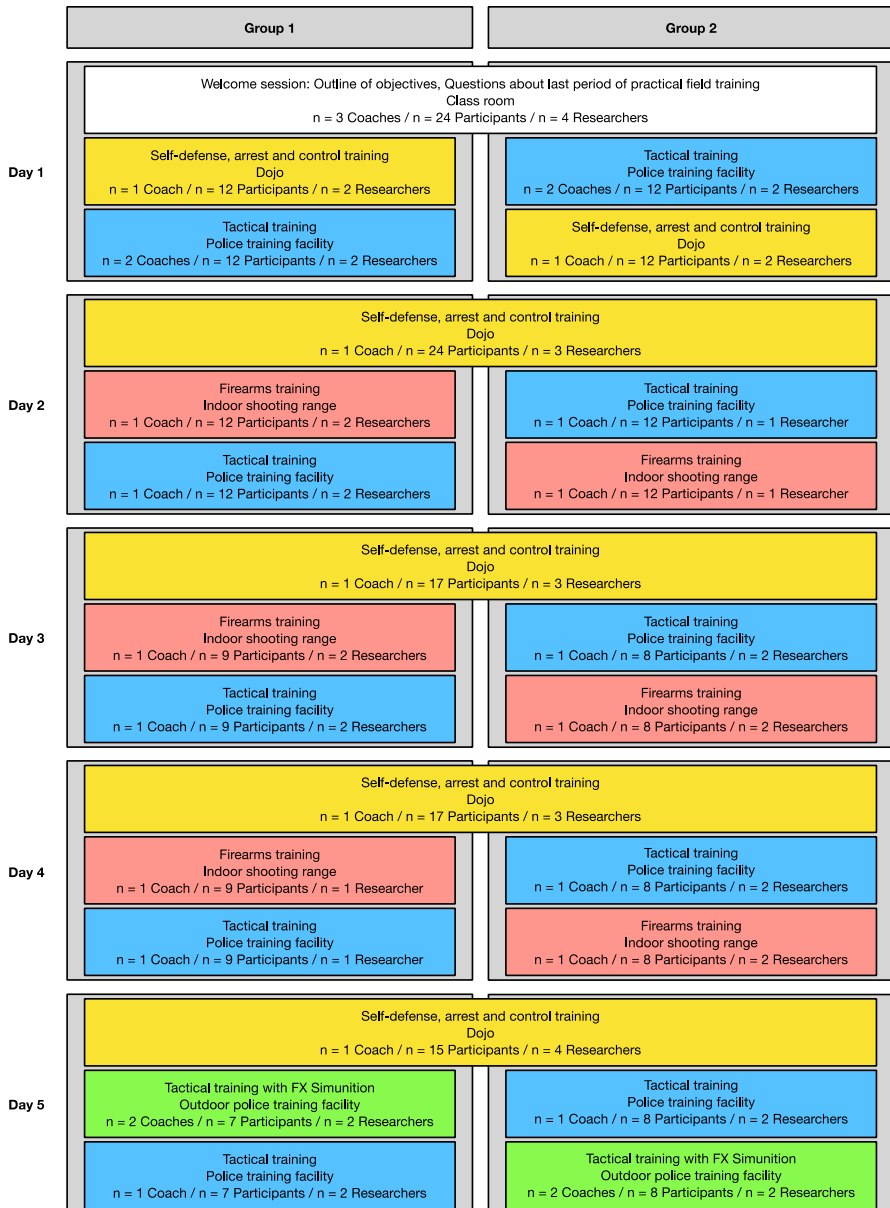 Group 1
Group 2
Day 1
Welcome session: Outline of objectives, Questions about last period of practical field training
Class room
n = 3 Coaches / n = 24 Participants / n = 4 Researchers
Self-defense, arrest and control training
Dojo
n = 1 Coach / n = 12 Participants / n = 2 Researchers
Tactical training
Police training facility
n = 2 Coaches / n = 12 Participants / n = 2 Researchers
Tactical training
Police training facility
n = 2 Coaches / n = 12 Participants / n = 2 Researchers
Self-defense, arrest and control training
Dojo
n = 1 Coach / n = 12 Participants / n = 2 Researchers
Day 2
Self-defense, arrest and control training
Dojo
n = 1 Coach / n = 24 Participants / n = 3 Researchers
Firearms training
Indoor shooting range
n = 1 Coach / n = 12 Participants / n = 2 Researchers
Tactical training
Police training facility
n = 1 Coach / n = 12 Participants / n = 1 Researcher
Tactical training
Police training facility
n = 1 Coach / n = 12 Participants / n = 2 Researchers
Firearms training
Indoor shooting range
n = 1 Coach / n = 12 Participants / n = 1 Researcher
Day 3
Self-defense, arrest and control training
Dojo
n = 1 Coach / n = 17 Participants / n = 3 Researchers
Firearms training
Indoor shooting range
n = 1 Coach / n = 9 Participants / n = 2 Researchers
Tactical training
Police training facility
n = 1 Coach / n = 8 Participants / n = 2 Researchers
Tactical training
Police training facility
n = 1 Coach / n = 9 Participants / n = 2 Researchers
Firearms training
Indoor shooting range
n = 1 Coach / n = 8 Participants / n = 2 Researchers
Day 4
Self-defense, arrest and control training
Dojo
n = 1 Coach / n = 17 Participants / n = 3 Researchers
Firearms training
Indoor shooting range
n = 1 Coach / n = 9 Participants / n = 1 Researcher
Tactical training
Police training facility
n = 1 Coach / n = 8 Participants / n = 2 Researchers
Tactical training
Police training facility
n = 1 Coach / n = 9 Participants / n = 1 Researcher
Firearms training
Indoor shooting range
n = 1 Coach / n = 8 Participants / n = 2 Researchers
Day 5
Self-defense, arrest and control training
Dojo
n = 1 Coach / n = 15 Participants / n = 4 Researchers
Tactical training with FX Simunition
Outdoor police training facility
n = 2 Coaches / n = 7 Participants / n = 2 Researchers
Tactical training
Police training facility
n = 1 Coach / n = 8 Participants / n = 2 Researchers
Tactical training
Police training facility
n = 1 Coach / n = 7 Participants / n = 2 Researchers
Tactical training with FX Simunition
Outdoor police training facility
n = 2 Coaches / n = 8 Participants / n = 2 Researchers